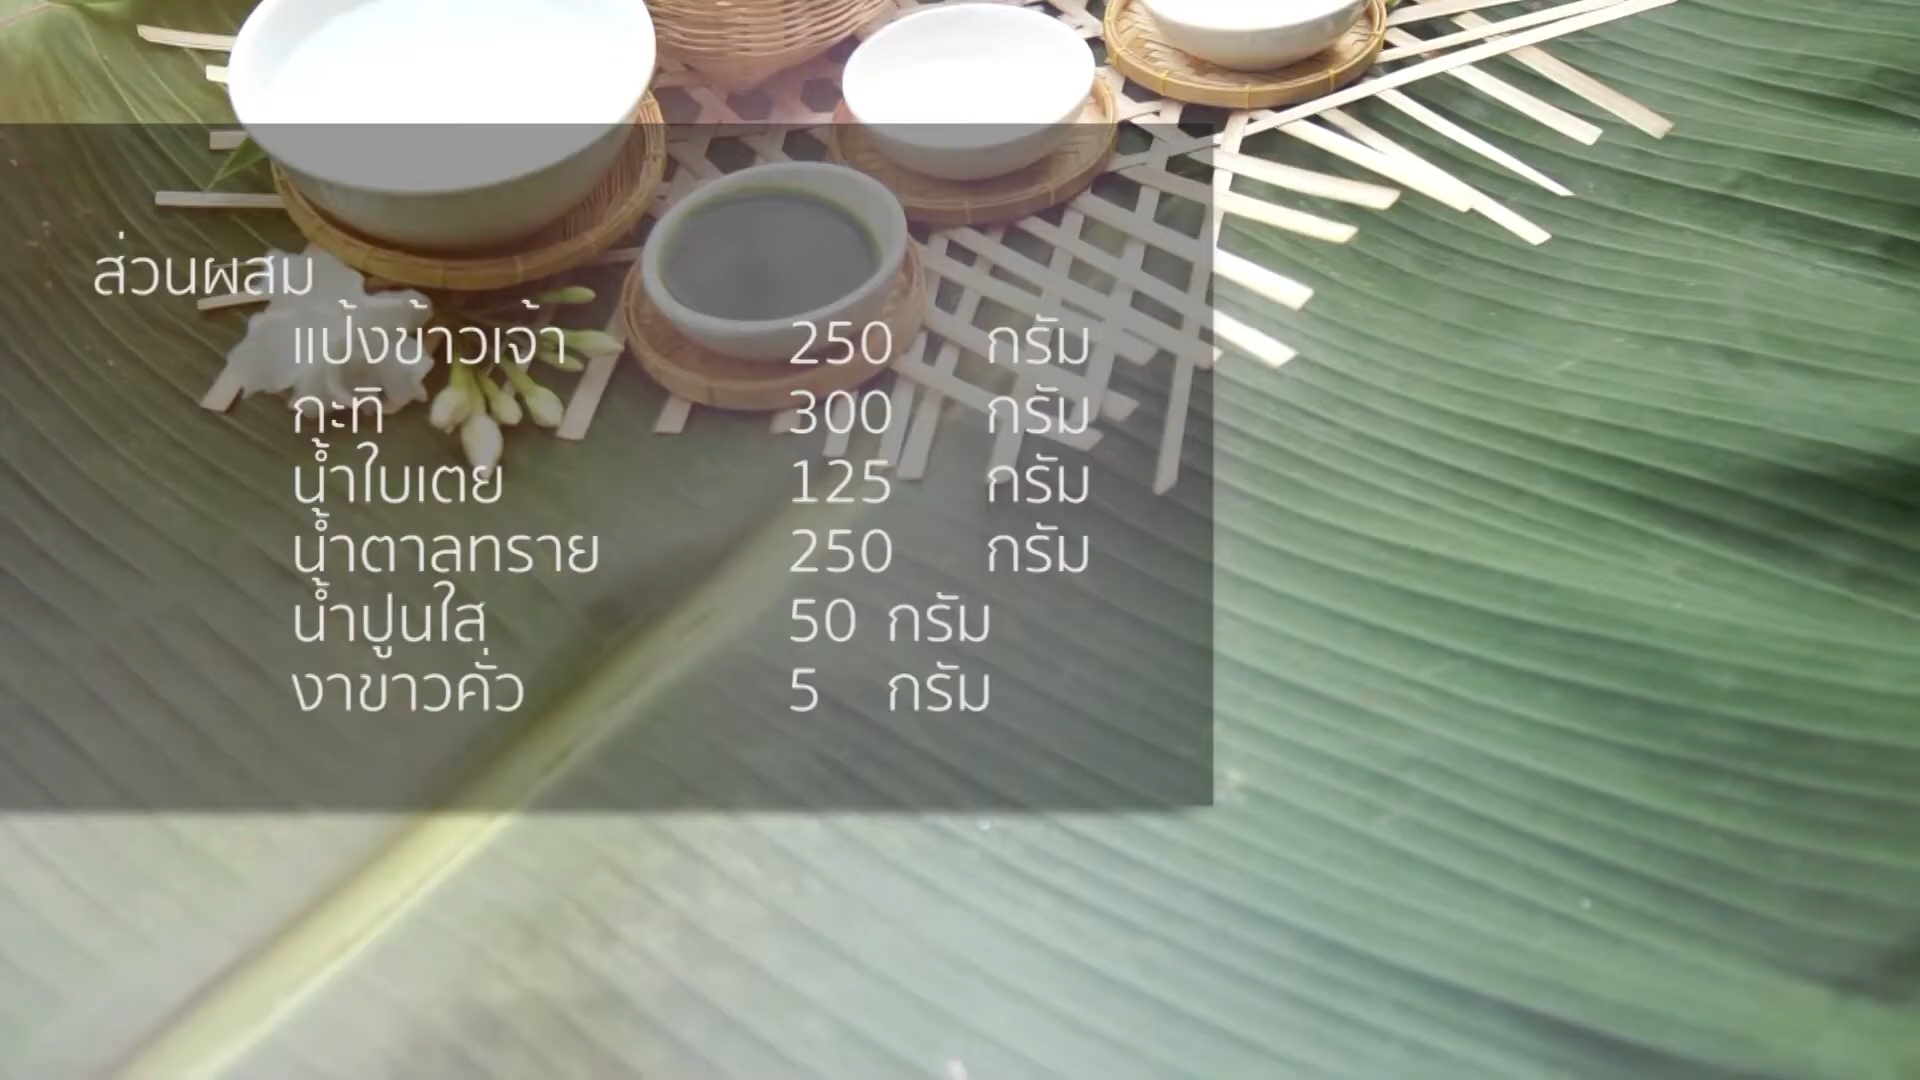 ส่วนผสม
แป้งข้าวเจ้า 250 กรัม
กะทิ 300 กรัม
น้ำใบเตย 125 กรัม
น้ำตาลทราย 250 กรัม
น้ำปูนใส 50 กรัม
งาขาวคั่ว 5 กรัม